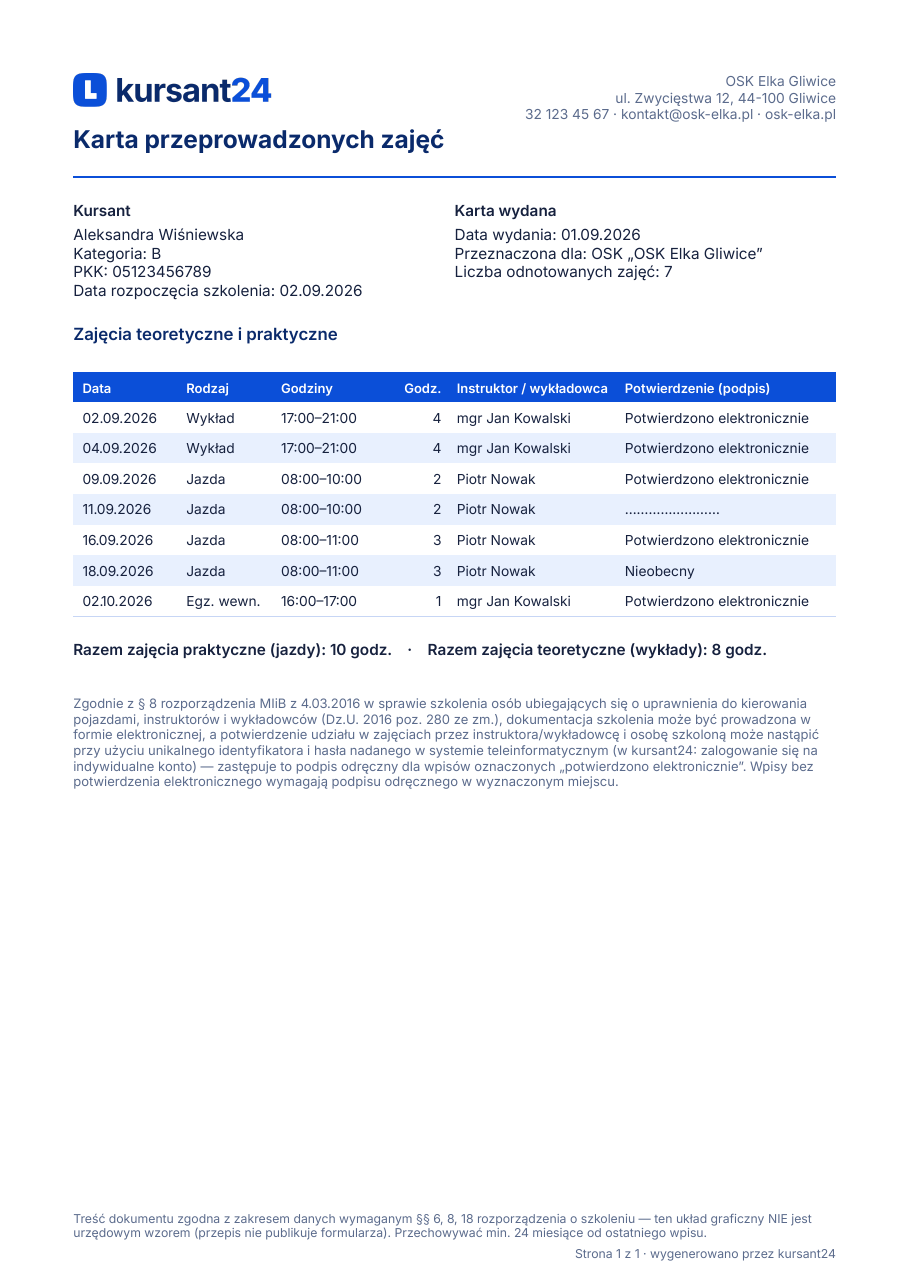 kursant24
Karta przeprowadzonych zajęć
OSK Elka Gliwice
ul. Zwycięstwa 12, 44-100 Gliwice
32 123 45 67 · kontakt@osk-elka.pl · osk-elka.pl
Kursant
Aleksandra Wiśniewska
Kategoria: B
PKK: 05123456789
Data rozpoczęcia szkolenia: 02.09.2026
Karta wydana
Data wydania: 01.09.2026
Przeznaczona dla: OSK „OSK Elka Gliwice”
Liczba odnotowanych zajęć: 7
Zajęcia teoretyczne i praktyczne
Data Rodzaj Godziny Godz. Instruktor / wykładowca Potwierdzenie (podpis)
02.09.2026 Wykład 17:00–21:00 4 mgr Jan Kowalski Potwierdzono elektronicznie
04.09.2026 Wykład 17:00–21:00 4 mgr Jan Kowalski Potwierdzono elektronicznie
09.09.2026 Jazda 08:00–10:00 2 Piotr Nowak Potwierdzono elektronicznie
11.09.2026 Jazda 08:00–10:00 2 Piotr Nowak ........................
16.09.2026 Jazda 08:00–11:00 3 Piotr Nowak Potwierdzono elektronicznie
18.09.2026 Jazda 08:00–11:00 3 Piotr Nowak Nieobecny
02.10.2026 Egz. wewn. 16:00–17:00 1 mgr Jan Kowalski Potwierdzono elektronicznie
Razem zajęcia praktyczne (jazdy): 10 godz. · Razem zajęcia teoretyczne (wykłady): 8 godz.
Zgodnie z § 8 rozporządzenia MIiB z 4.03.2016 w sprawie szkolenia osób ubiegających się o uprawnienia do kierowania
pojazdami, instruktorów i wykładowców (Dz.U. 2016 poz. 280 ze zm.), dokumentacja szkolenia może być prowadzona w
formie elektronicznej, a potwierdzenie udziału w zajęciach przez instruktora/wykładowcę i osobę szkoloną może nastąpić
przy użyciu unikalnego identyfikatora i hasła nadanego w systemie teleinformatycznym (w kursant24: zalogowanie się na
indywidualne konto) — zastępuje to podpis odręczny dla wpisów oznaczonych „potwierdzono elektronicznie”. Wpisy bez
potwierdzenia elektronicznego wymagają podpisu odręcznego w wyznaczonym miejscu.
Treść dokumentu zgodna z zakresem danych wymaganym §§ 6, 8, 18 rozporządzenia o szkoleniu — ten układ graficzny NIE jest
urzędowym wzorem (przepis nie publikuje formularza). Przechowywać min. 24 miesiące od ostatniego wpisu.
Strona 1 z 1 · wygenerowano przez kursant24